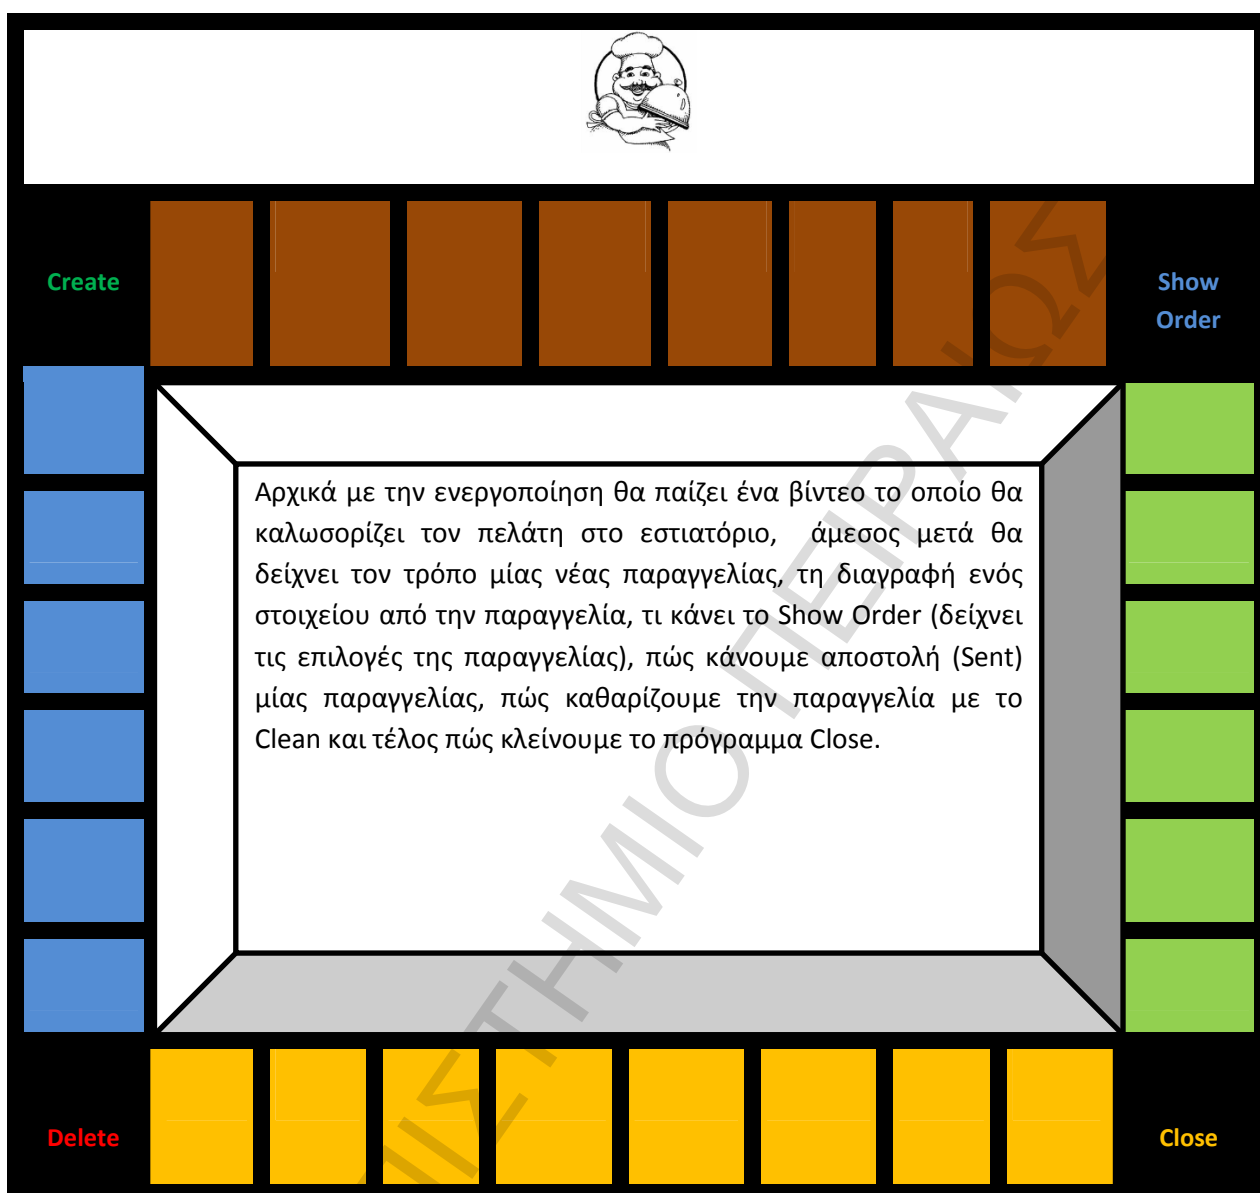 Create
Show
Order
Αρχικά με την ενεργοποίηση θα παίζει ένα βίντεο το οποίο θα
καλωσορίζει τον πελάτη στο εστιατόριο, άμεσος μετά θα
δείχνει τον τρόπο μίας νέας παραγγελίας, τη διαγραφή ενός
στοιχείου από την παραγγελία, τι κάνει το Show Order (δείχνει
τις επιλογές της παραγγελίας), πώς κάνουμε αποστολή (Sent)
μίας παραγγελίας, πώς καθαρίζουμε την παραγγελία με το
Clean και τέλος πώς κλείνουμε το πρόγραμμα Close.
Delete
Close
ΠΙΣΤΗΜΙΟ ΠΕΙΡΑΙΩΣ